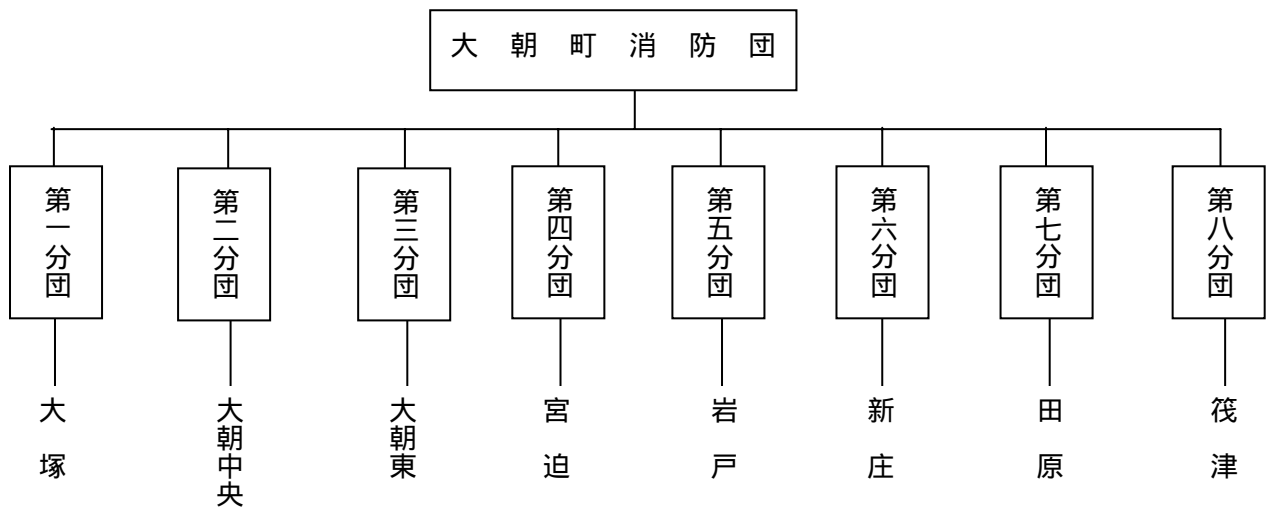 大朝町消防団
第一分団
第二分団
第三分団
第四分団
第五分団
第六分団
第七分団
第八分団
大塚
大朝中央
大朝東
宮迫
岩戸
新庄
田原
筏津